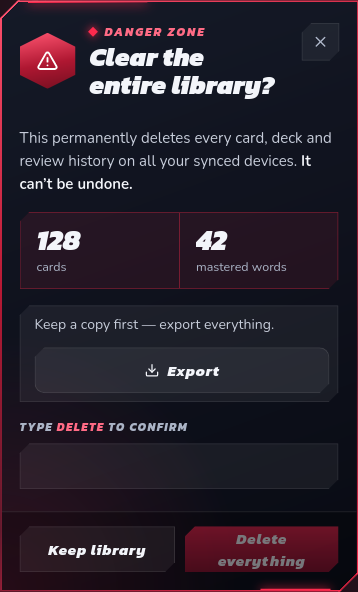 DANGER ZONE
Clear the
entire library?
This permanently deletes every card, deck and
review history on all your synced devices. It
can't be undone.
128
cards
42
mastered words
Keep a copy first — export everything.
Export
TYPE DELETE TO CONFIRM
Keep library
Delete
everything